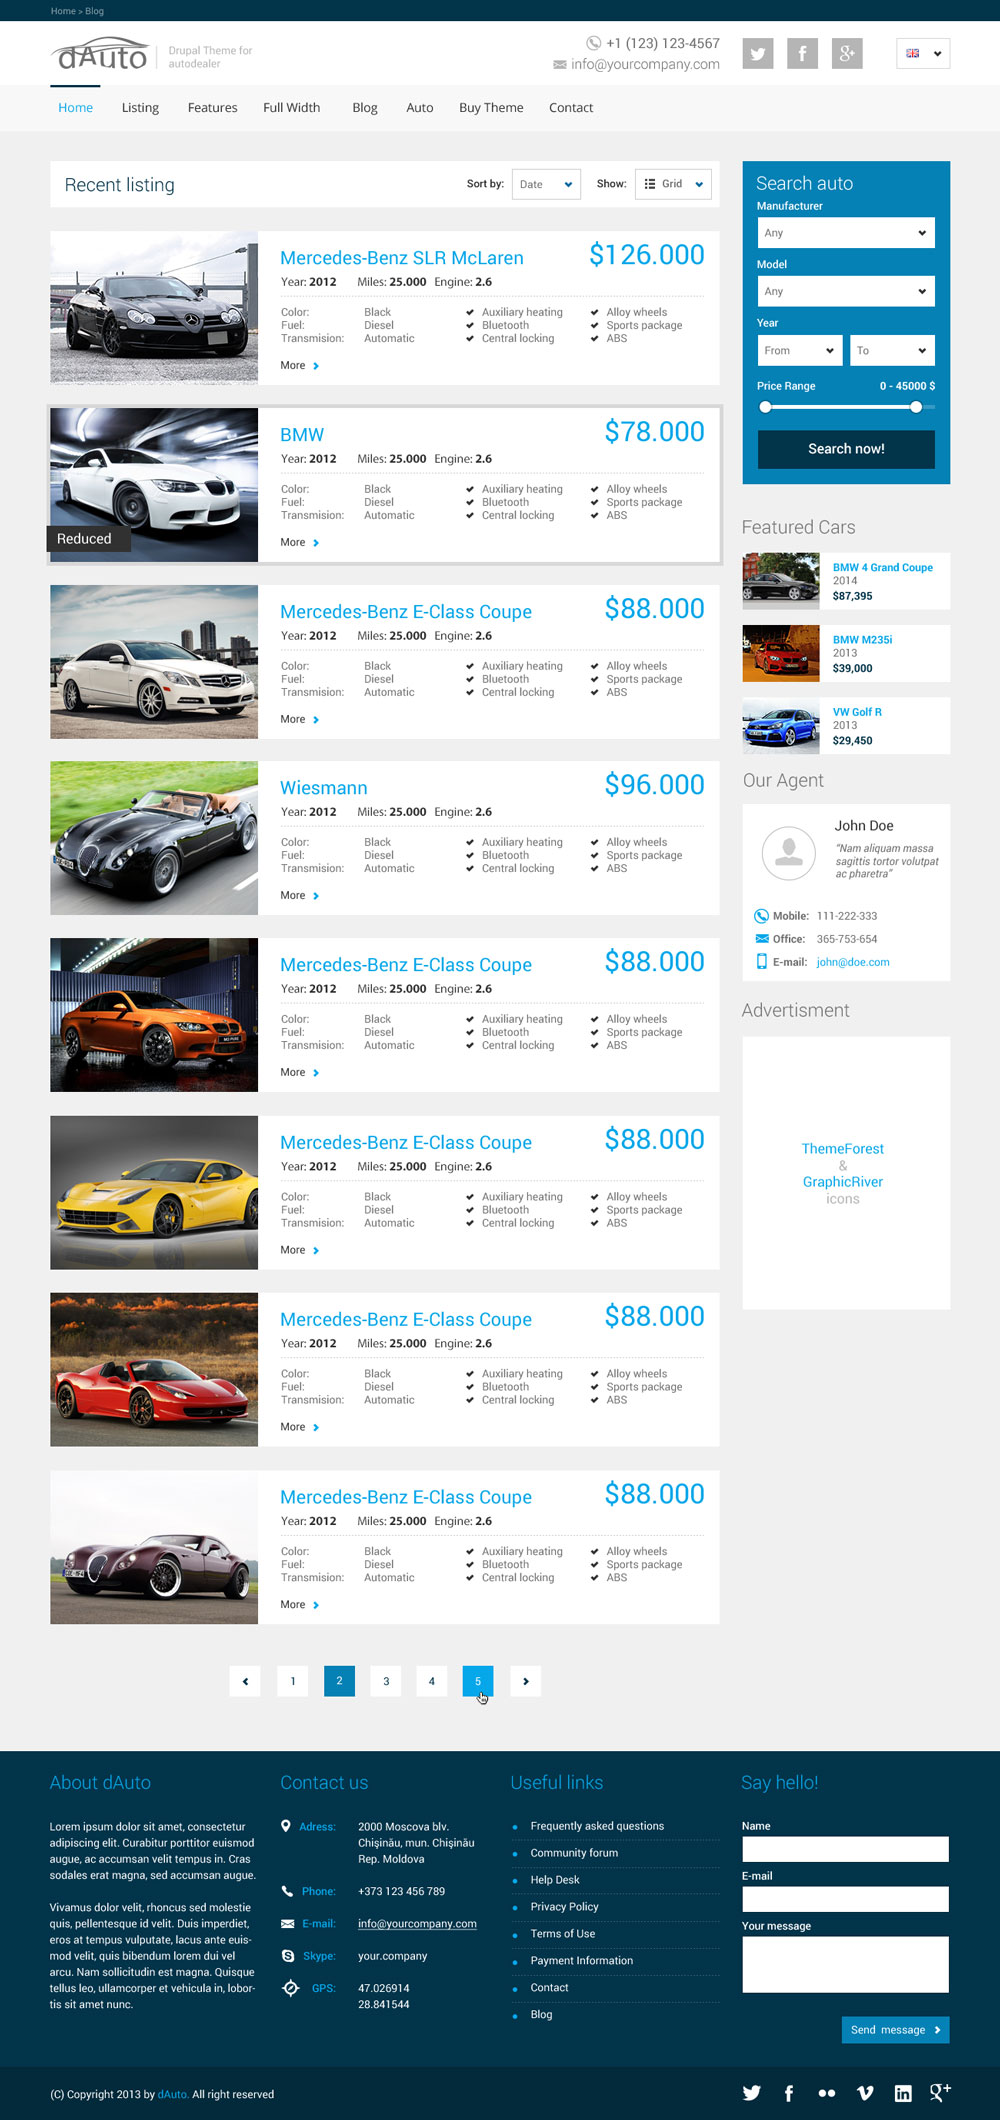 Home > Blog
dAuto
Drupal Theme for
autodealer
+1 (123) 123-4567
info@yourcompany.com
Home Listing Features Full Width Blog Auto Buy Theme Contact
Recent listing
Sort by: Date Show: Grid
Mercedes-Benz SLR McLaren $126.000
Year: 2012 Miles: 25.000 Engine: 2.6
Color: Black Auxiliary heating Alloy wheels
Fuel: Diesel Bluetooth Sports package
Transmision: Automatic Central locking ABS
More
BMW $78.000
Year: 2012 Miles: 25.000 Engine: 2.6
Color: Black Auxiliary heating Alloy wheels
Fuel: Diesel Bluetooth Sports package
Transmision: Automatic Central locking ABS
More
Reduced
Mercedes-Benz E-Class Coupe $88.000
Year: 2012 Miles: 25.000 Engine: 2.6
Color: Black Auxiliary heating Alloy wheels
Fuel: Diesel Bluetooth Sports package
Transmision: Automatic Central locking ABS
More
Wiesmann $96.000
Year: 2012 Miles: 25.000 Engine: 2.6
Color: Black Auxiliary heating Alloy wheels
Fuel: Diesel Bluetooth Sports package
Transmision: Automatic Central locking ABS
More
Mercedes-Benz E-Class Coupe $88.000
Year: 2012 Miles: 25.000 Engine: 2.6
Color: Black Auxiliary heating Alloy wheels
Fuel: Diesel Bluetooth Sports package
Transmision: Automatic Central locking ABS
More
Mercedes-Benz E-Class Coupe $88.000
Year: 2012 Miles: 25.000 Engine: 2.6
Color: Black Auxiliary heating Alloy wheels
Fuel: Diesel Bluetooth Sports package
Transmision: Automatic Central locking ABS
More
Mercedes-Benz E-Class Coupe $88.000
Year: 2012 Miles: 25.000 Engine: 2.6
Color: Black Auxiliary heating Alloy wheels
Fuel: Diesel Bluetooth Sports package
Transmision: Automatic Central locking ABS
More
Mercedes-Benz E-Class Coupe $88.000
Year: 2012 Miles: 25.000 Engine: 2.6
Color: Black Auxiliary heating Alloy wheels
Fuel: Diesel Bluetooth Sports package
Transmision: Automatic Central locking ABS
More
1 2 3 4 5
Search auto
Manufacturer
Any
Model
Any
Year
From To
Price Range 0 - 45000 $
Search now!
Featured Cars
BMW 4 Grand Coupe
2014
$87,395
BMW M235i
2013
$39,000
VW Golf R
2013
$29,450
Our Agent
John Doe
“Nam aliquam massa
sagittis tortor volutpat
ac pharetra”
Mobile: 111-222-333
Office: 365-753-654
E-mail: john@doe.com
Advertisment
ThemeForest
&
GraphicRiver
icons
About dAuto
Lorem ipsum dolor sit amet, consectetur
adipiscing elit. Curabitur porttitor euismod
augue, ac accumsan velit tempus in. Cras
sodales erat magna, sed accumsan augue.
Vivamus dolor velit, rhoncus sed molestie
quis, pellentesque id velit. Duis imperdiet,
eros at tempus vulputate, lacus ante euis-
mod velit, quis bibendum lorem dui vel
arcu. Nam sollicitudin est magna. Quisque
tellus leo, ullamcorper et vehicula in, lobor-
tis sit amet nunc.
Contact us
Adress: 2000 Moscova blv.
Chişinău, mun. Chişinău
Rep. Moldova
Phone: +373 123 456 789
E-mail: info@yourcompany.com
Skype: your.company
GPS: 47.026914
28.841544
Useful links
Frequently asked questions
Community forum
Help Desk
Privacy Policy
Terms of Use
Payment Information
Contact
Blog
Say hello!
Name
E-mail
Your message
Send message
(C) Copyright 2013 by dAuto. All right reserved